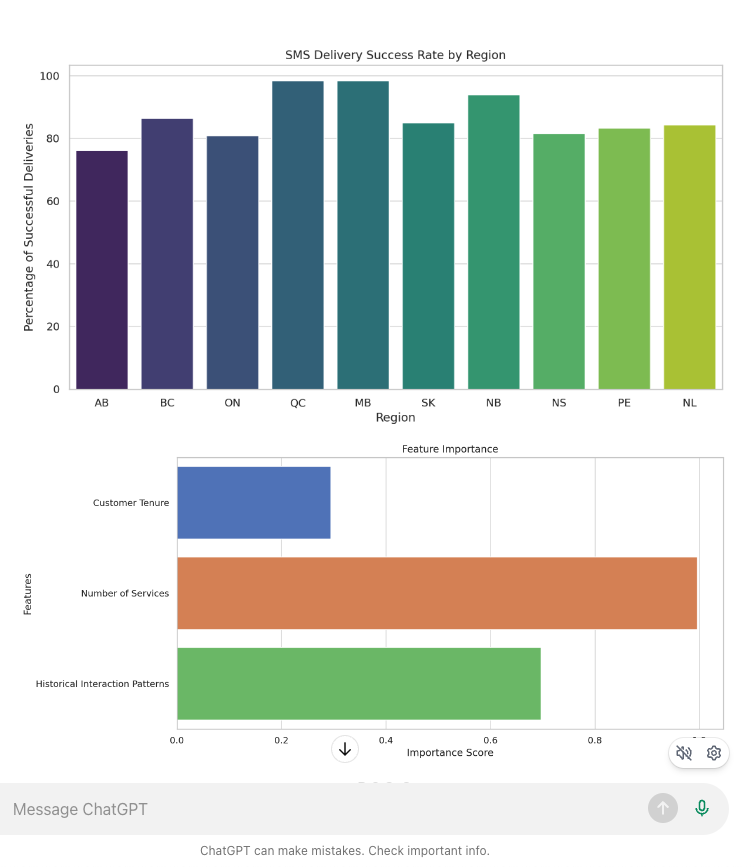 SMS Delivery Success Rate by Region
Percentage of Successful Deliveries
100
80
60
40
20
0
AB BC ON QC MB SK NB NS PE NL
Region
Feature Importance
Features
Customer Tenure
Number of Services
Historical Interaction Patterns
0.0 0.2 0.4 0.6 0.8
Importance Score
Message ChatGPT
ChatGPT can make mistakes. Check important info.